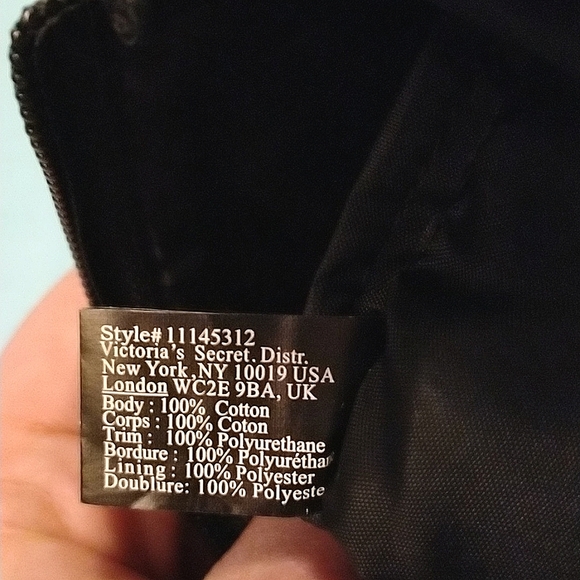 Style# 11145312
Victoria's Secret. Distr.
New York, NY 10019 USA
London WC2E 9BA, UK
Body : 100% Cotton
Corps : 100% Coton
Trim : 100% Polyurethane
Bordure : 100% Polyurétha
Lining : 100% Polyester
Doublure: 100% Polyeste